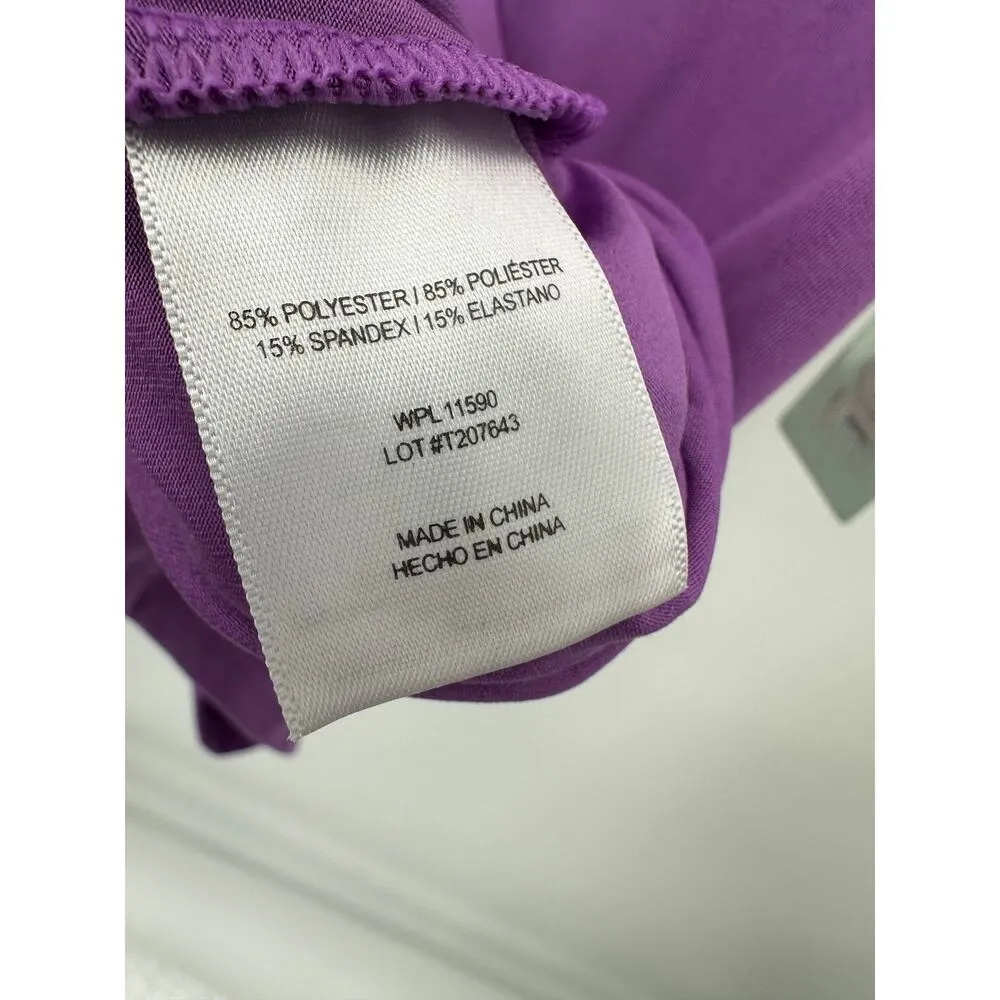 85% POLYESTER / 85% POLIÉSTER
15% SPANDEX / 15% ELASTANO
WPL 11590
LOT #T207643
MADE IN CHINA
HECHO EN CHINA